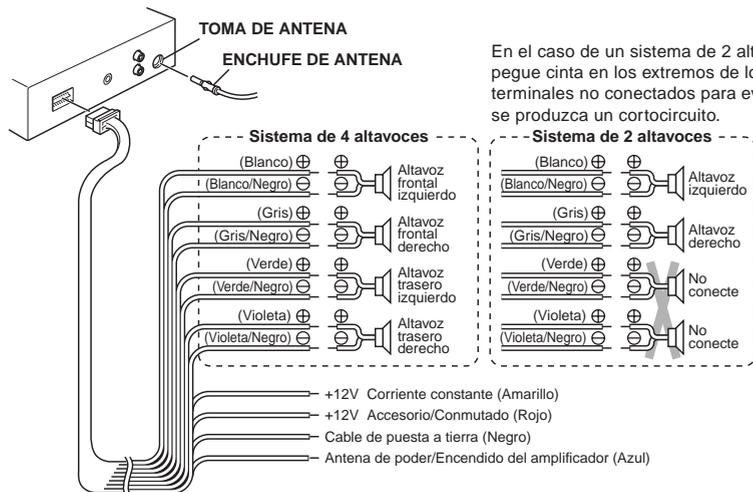 TOMA DE ANTENA
ENCHUFE DE ANTENA
En el caso de un sistema de 2
pegue cinta en los extremos de
terminales no conectados para
se produzca un cortocircuito.
Sistema de 4 altavoces
(Blanco) ⊕ ⊕
(Blanco/Negro) ⊖ ⊖
Altavoz
frontal
izquierdo
(Gris) ⊕ ⊕
(Gris/Negro) ⊖ ⊖
Altavoz
frontal
derecho
(Verde) ⊕ ⊕
(Verde/Negro) ⊖ ⊖
Altavoz
trasero
izquierdo
(Violeta) ⊕ ⊕
(Violeta/Negro) ⊖ ⊖
Altavoz
trasero
derecho
Sistema de 2 altavoces
(Blanco) ⊕ ⊕
(Blanco/Negro) ⊖ ⊖
Altavoz
izquierdo
(Gris) ⊕ ⊕
(Gris/Negro) ⊖ ⊖
Altavoz
derecho
(Verde) ⊕ ⊕
(Verde/Negro) ⊖ ⊖
No
conecte
(Violeta) ⊕ ⊕
(Violeta/Negro) ⊖ ⊖
No
conecte
+12V Corriente constante (Amarillo)
+12V Accesorio/Conmutado (Rojo)
Cable de puesta a tierra (Negro)
Antena de poder/Encendido del amplificador (Azul)